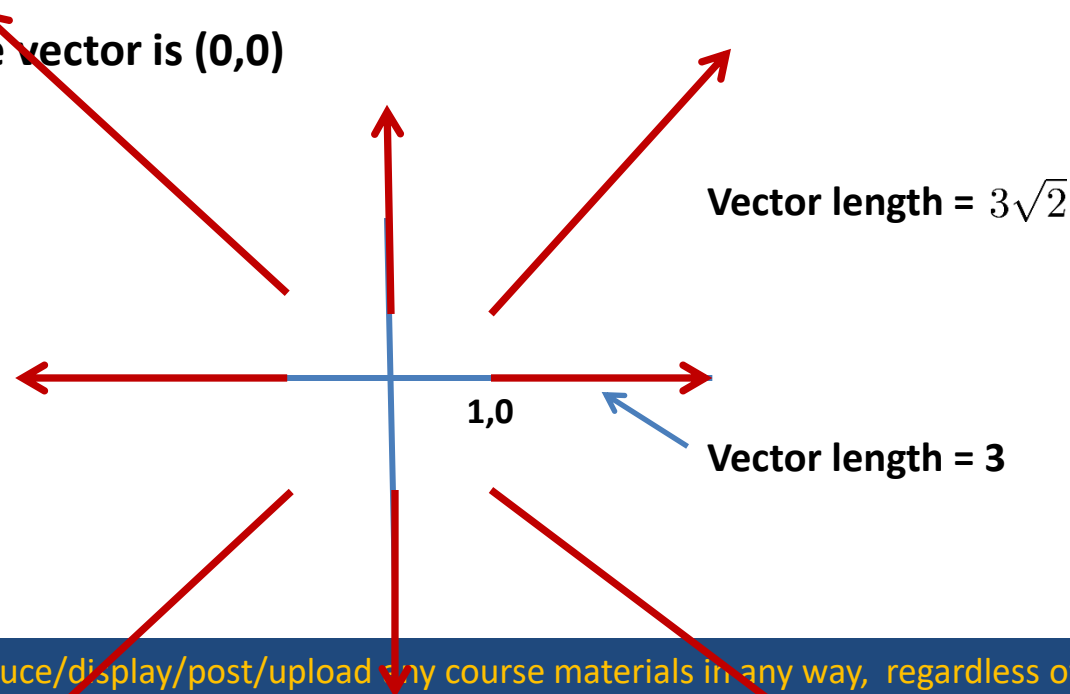 vector is (0,0)
Vector length = 3√2
1,0
Vector length = 3
uce/display/post/upload any course materials in any way, regardless o